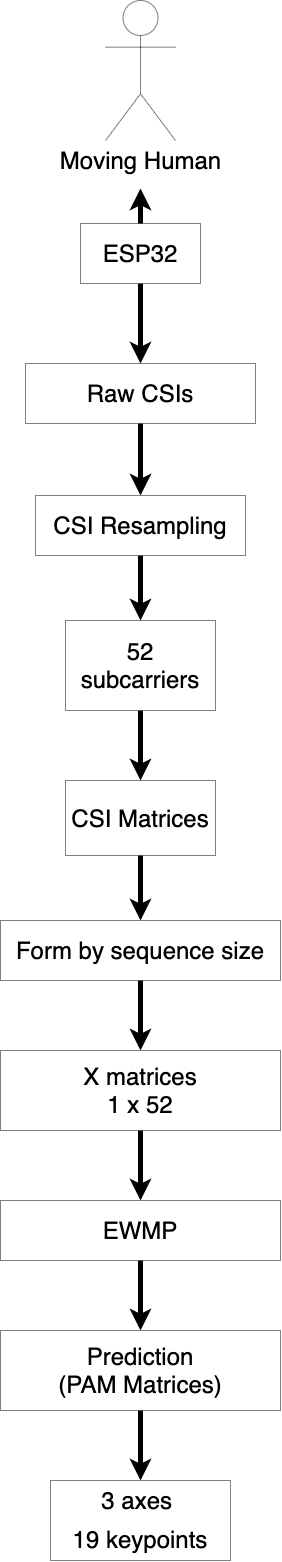 Moving Human
ESP32
Raw CSIs
CSI Resampling
52
subcarriers
CSI Matrices
Form by sequence size
X matrices
1 x 52
EWMP
Prediction
(PAM Matrices)
3 axes
19 keypoints